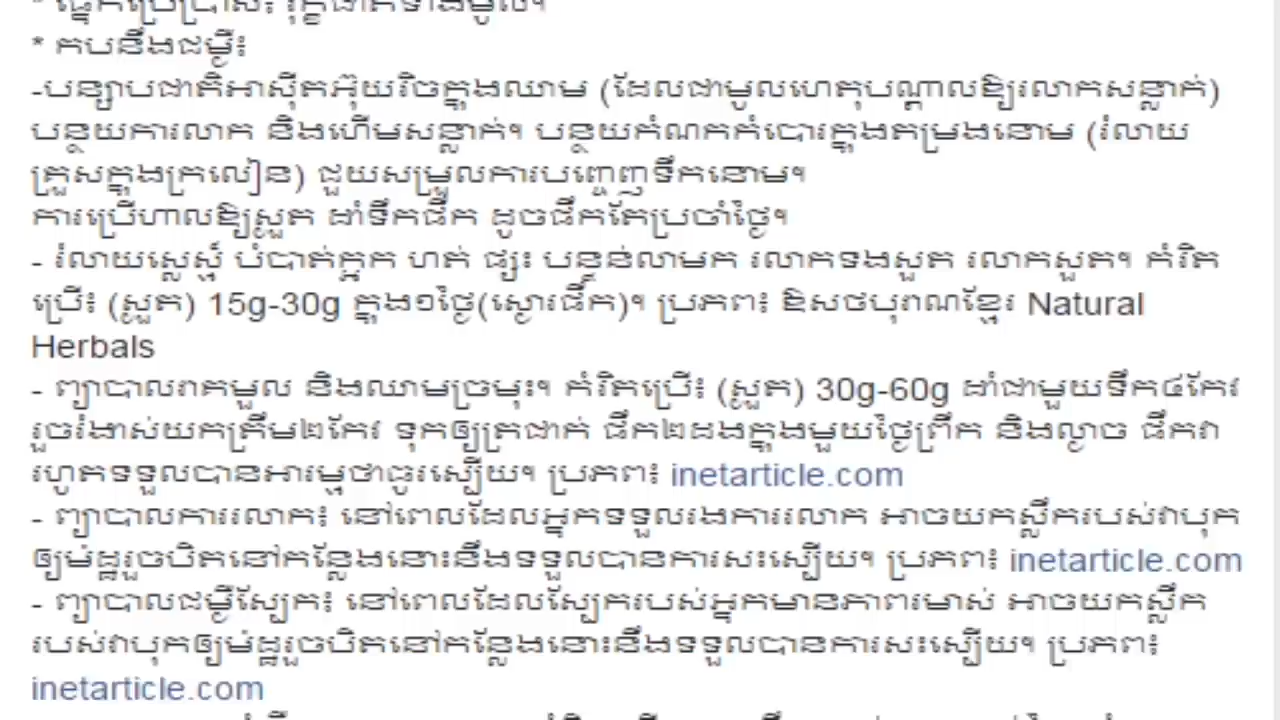 * ផ្នែកប្រើប្រាស់៖ រុក្ខជាតិទាំងមូល។
* កបនឹងជម្ងឺ៖
-បន្សាបជាតិអាស៊ីតអ៊ុយរិចក្នុងឈាម (ដែលជាមូលហេតុបណ្តាលឱ្យរលាកសន្លាក់)
បន្ថយការលាក និងហើមសន្លាក់។ បន្ថយកំណកកំបោរក្នុងតម្រងនោម (រំលាយ
គ្រួសក្នុងក្រលៀន) ជួយសម្រួលការបញ្ចេញទឹកនោម។
ការប្រើហាលឱ្យស្ងួត ដាំទឹកផឹក ដូចផឹកតែប្រចាំថ្ងៃ។
- រំលាយស្លេស្ម៍ បំបាត់ក្អក ហត់ ផ្សះ បន្ថន់លាមក រលាកទងសួត រលាកសួត។ កំរិត
ប្រើ៖ (ស្ងួត) 15g-30g ក្នុង១ថ្ងៃ(ស្ងោរផឹក)។ ប្រភព៖ ឱសថបុរាណខ្មែរ Natural
Herbals
- ព្យាបាលរាគមួល និងឈាមច្រមុះ។ កំរិតប្រើ៖ (ស្ងួត) 30g-60g ដាំជាមួយទឹក៤កែវ
រួចរំងាស់យកត្រឹម២កែវ ទុកឲ្យត្រជាក់ ផឹក២ដងក្នុងមួយថ្ងៃព្រឹក និងល្ងាច ផឹកវា
រហូតទទួលបានអារម្មថាធូរស្បើយ។ ប្រភព៖ inetarticle.com
- ព្យាបាលការរលាក៖ នៅពេលដែលអ្នកទទួលរងការរលាក អាចយកស្លឹករបស់វាបុក
ឲ្យម៉ដ្ឋរួចបិតនៅកន្លែងនោះនឹងទទួលបានការសះស្បើយ។ ប្រភព៖ inetarticle.com
- ព្យាបាលជម្ងឺស្បែក៖ នៅពេលដែលស្បែករបស់អ្នកមានភាពរមាស់ អាចយកស្លឹក
របស់វាបុកឲ្យម៉ដ្ឋរួចបិតនៅកន្លែងនោះនឹងទទួលបានការសះស្បើយ។ ប្រភព៖
inetarticle.com